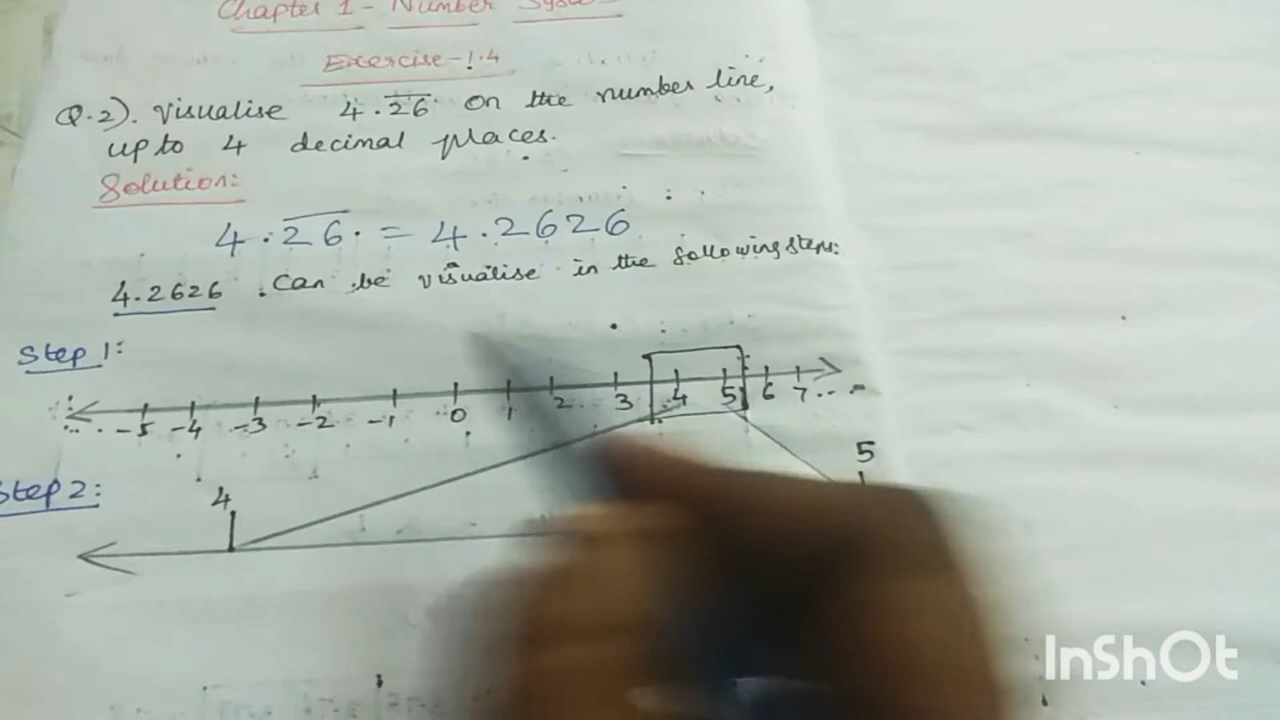 Chapter 1 - Number
Exercise - 1.4
Q.2). Visualise 4.2̅6̅ on the number line,
up to 4 decimal places.
Solution:
4.2̅6̅. = 4.2626
4.2626 . Can be visualise in the following steps:
Step 1:
... -5 -4 -3 -2 -1 0 1 2 3 4 5 6 7 ...
5
Step 2: 4
InShOt